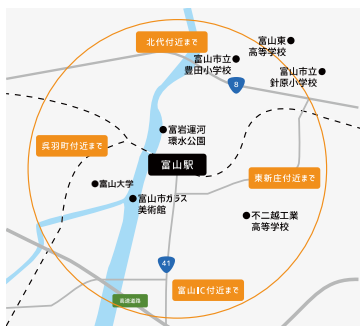 北代付近まで
富山東
高等学校
富山市立
豊田小学校
富山市立
針原小学校
8
富岩運河
環水公園
呉羽町付近まで
富山駅
東新庄付近まで
富山大学
富山市ガラス
美術館
不二越工業
高等学校
41
富山IC付近まで
高速道路